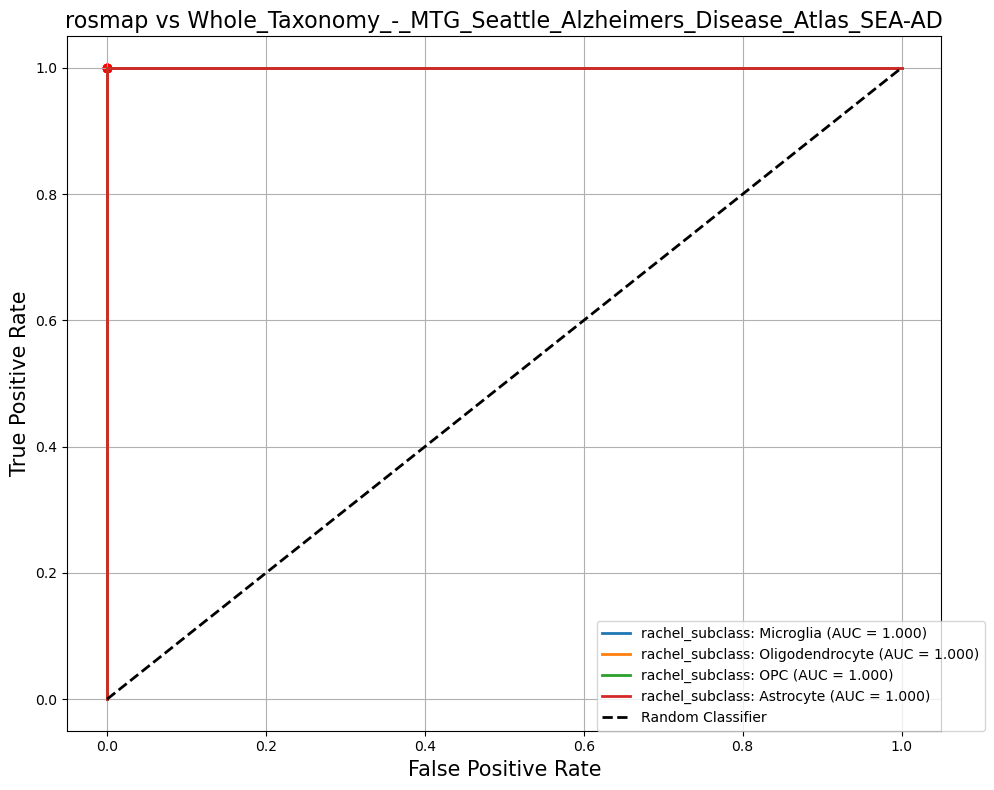 rosmap vs Whole_Taxonomy_-_MTG_Seattle_Alzheimers_Disease_Atlas_SEA-AD
1.0
0.8
0.6
0.4
0.2
0.0
True Positive Rate
rachel_subclass: Microglia (AUC = 1.000)
rachel_subclass: Oligodendrocyte (AUC = 1.000)
rachel_subclass: OPC (AUC = 1.000)
rachel_subclass: Astrocyte (AUC = 1.000)
Random Classifier
0.0 0.2 0.4 0.6 0.8 1.0
False Positive Rate